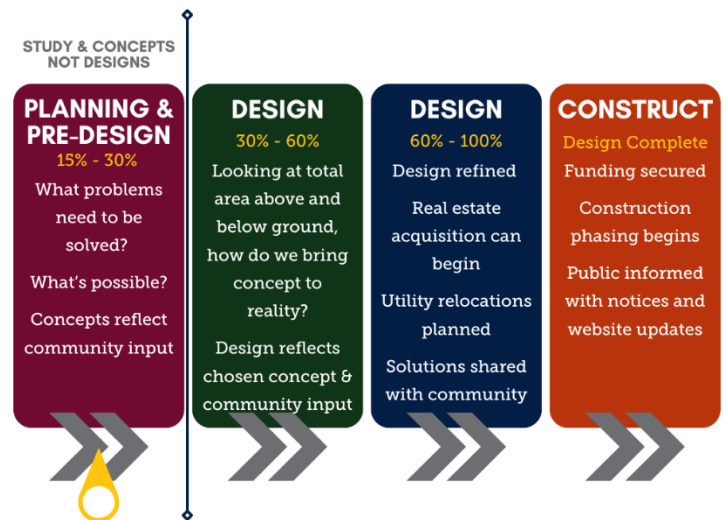 STUDY & CONCEPTS
NOT DESIGNS
PLANNING &
PRE-DESIGN
15% - 30%
What problems
need to be
solved?
What's possible?
Concepts reflect
community input
DESIGN
30% - 60%
Looking at total
area above and
below ground,
how do we bring
concept to
reality?
Design reflects
chosen concept &
community input
DESIGN
60% - 100%
Design refined
Real estate
acquisition can
begin
Utility relocations
planned
Solutions shared
with community
CONSTRUCT
Design Complete
Funding secured
Construction
phasing begins
Public informed
with notices and
website updates